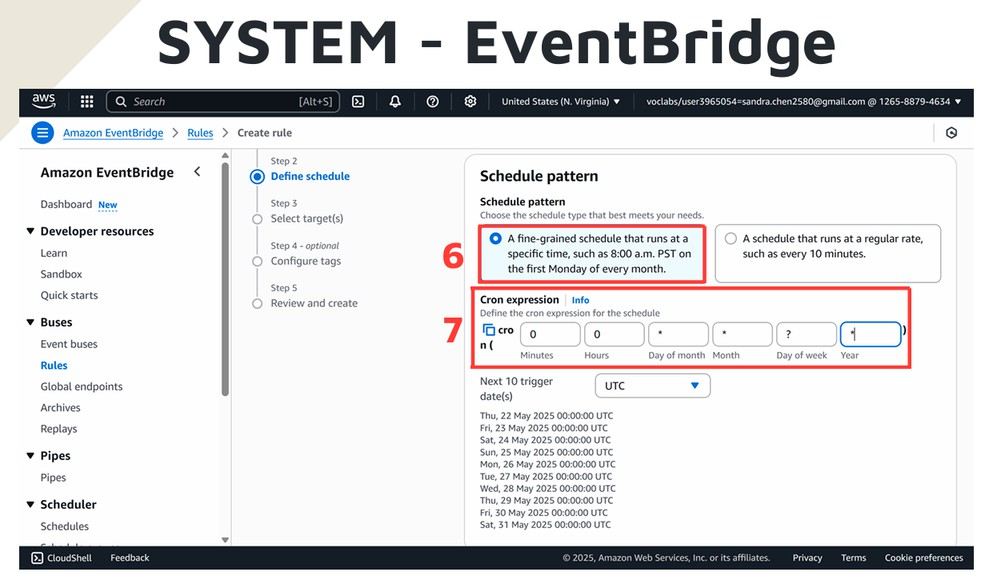 SYSTEM - EventBridge
aws
Search [Alt+S]
United States (N. Virginia) ▼
voclabs/user3965054=sandra.chen2580@gmail.com @ 1265-8879-4634 ▼
Amazon EventBridge > Rules > Create rule
Amazon EventBridge
Dashboard New
Developer resources
Learn
Sandbox
Quick starts
Buses
Event buses
Rules
Global endpoints
Archives
Replays
Pipes
Pipes
Scheduler
Schedules
Step 2
Define schedule
Step 3
Select target(s)
Step 4 - optional
Configure tags
Step 5
Review and create
Schedule pattern
Schedule pattern
Choose the schedule type that best meets your needs.
6
A fine-grained schedule that runs at a
specific time, such as 8:00 a.m. PST on
the first Monday of every month.
A schedule that runs at a regular rate,
such as every 10 minutes.
7
Cron expression Info
Define the cron expression for the schedule
cro
n (
0 0 * * ? * )
Minutes Hours Day of month Month Day of week Year
Next 10 trigger
date(s)
UTC
Thu, 22 May 2025 00:00:00 UTC
Fri, 23 May 2025 00:00:00 UTC
Sat, 24 May 2025 00:00:00 UTC
Sun, 25 May 2025 00:00:00 UTC
Mon, 26 May 2025 00:00:00 UTC
Tue, 27 May 2025 00:00:00 UTC
Wed, 28 May 2025 00:00:00 UTC
Thu, 29 May 2025 00:00:00 UTC
Fri, 30 May 2025 00:00:00 UTC
Sat, 31 May 2025 00:00:00 UTC
CloudShell Feedback
© 2025, Amazon Web Services, Inc. or its affiliates. Privacy Terms Cookie preferences